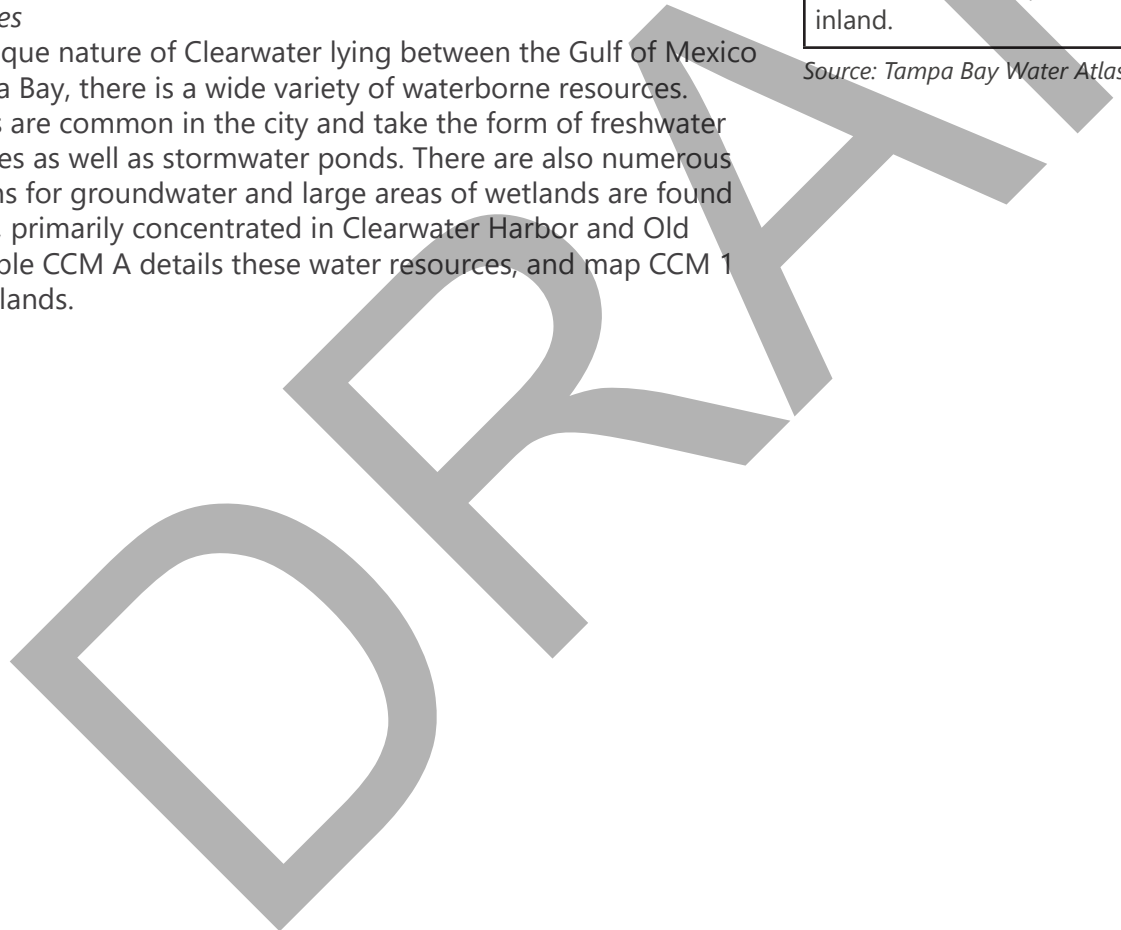 es
que nature of Clearwater lying between the Gulf of Mexico
a Bay, there is a wide variety of waterborne resources.
s are common in the city and take the form of freshwater
es as well as stormwater ponds. There are also numerous
ns for groundwater and large areas of wetlands are found
, primarily concentrated in Clearwater Harbor and Old
ble CCM A details these water resources, and map CCM 1
lands.
inland.
Source: Tampa Bay Water Atlas
DRA